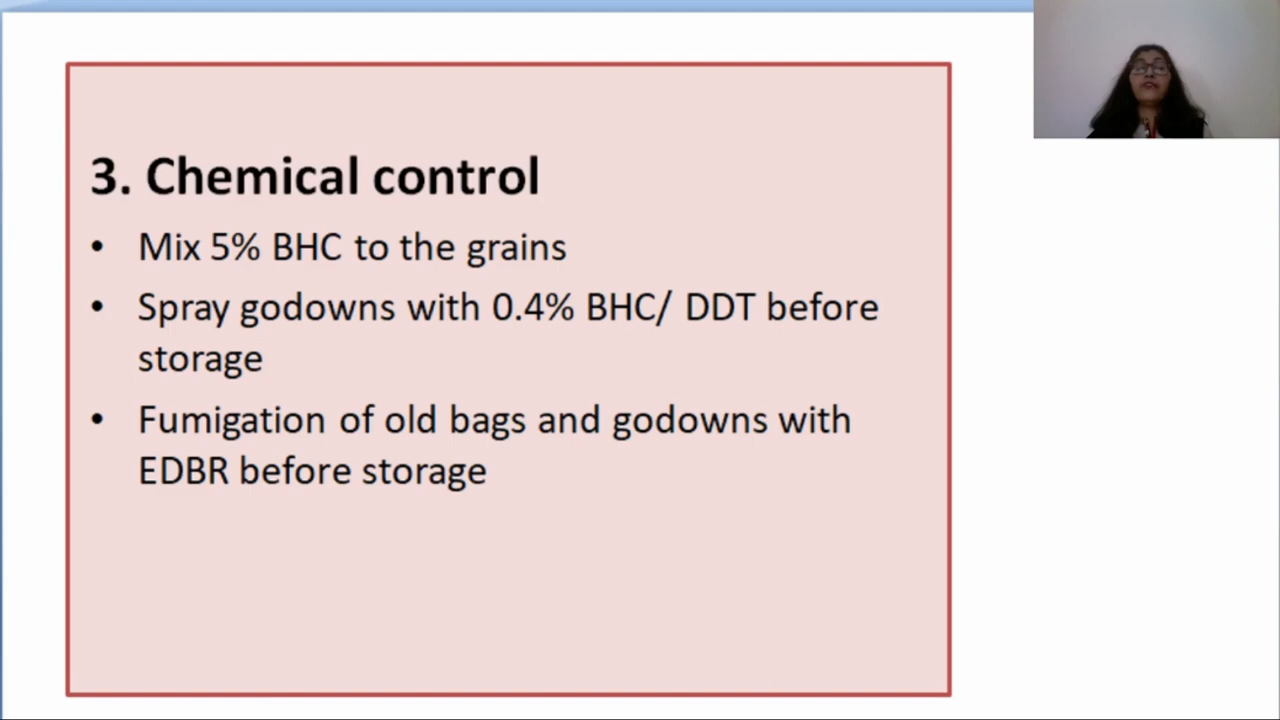 3. Chemical control
• Mix 5% BHC to the grains
• Spray godowns with 0.4% BHC/ DDT before
storage
• Fumigation of old bags and godowns with
EDBR before storage